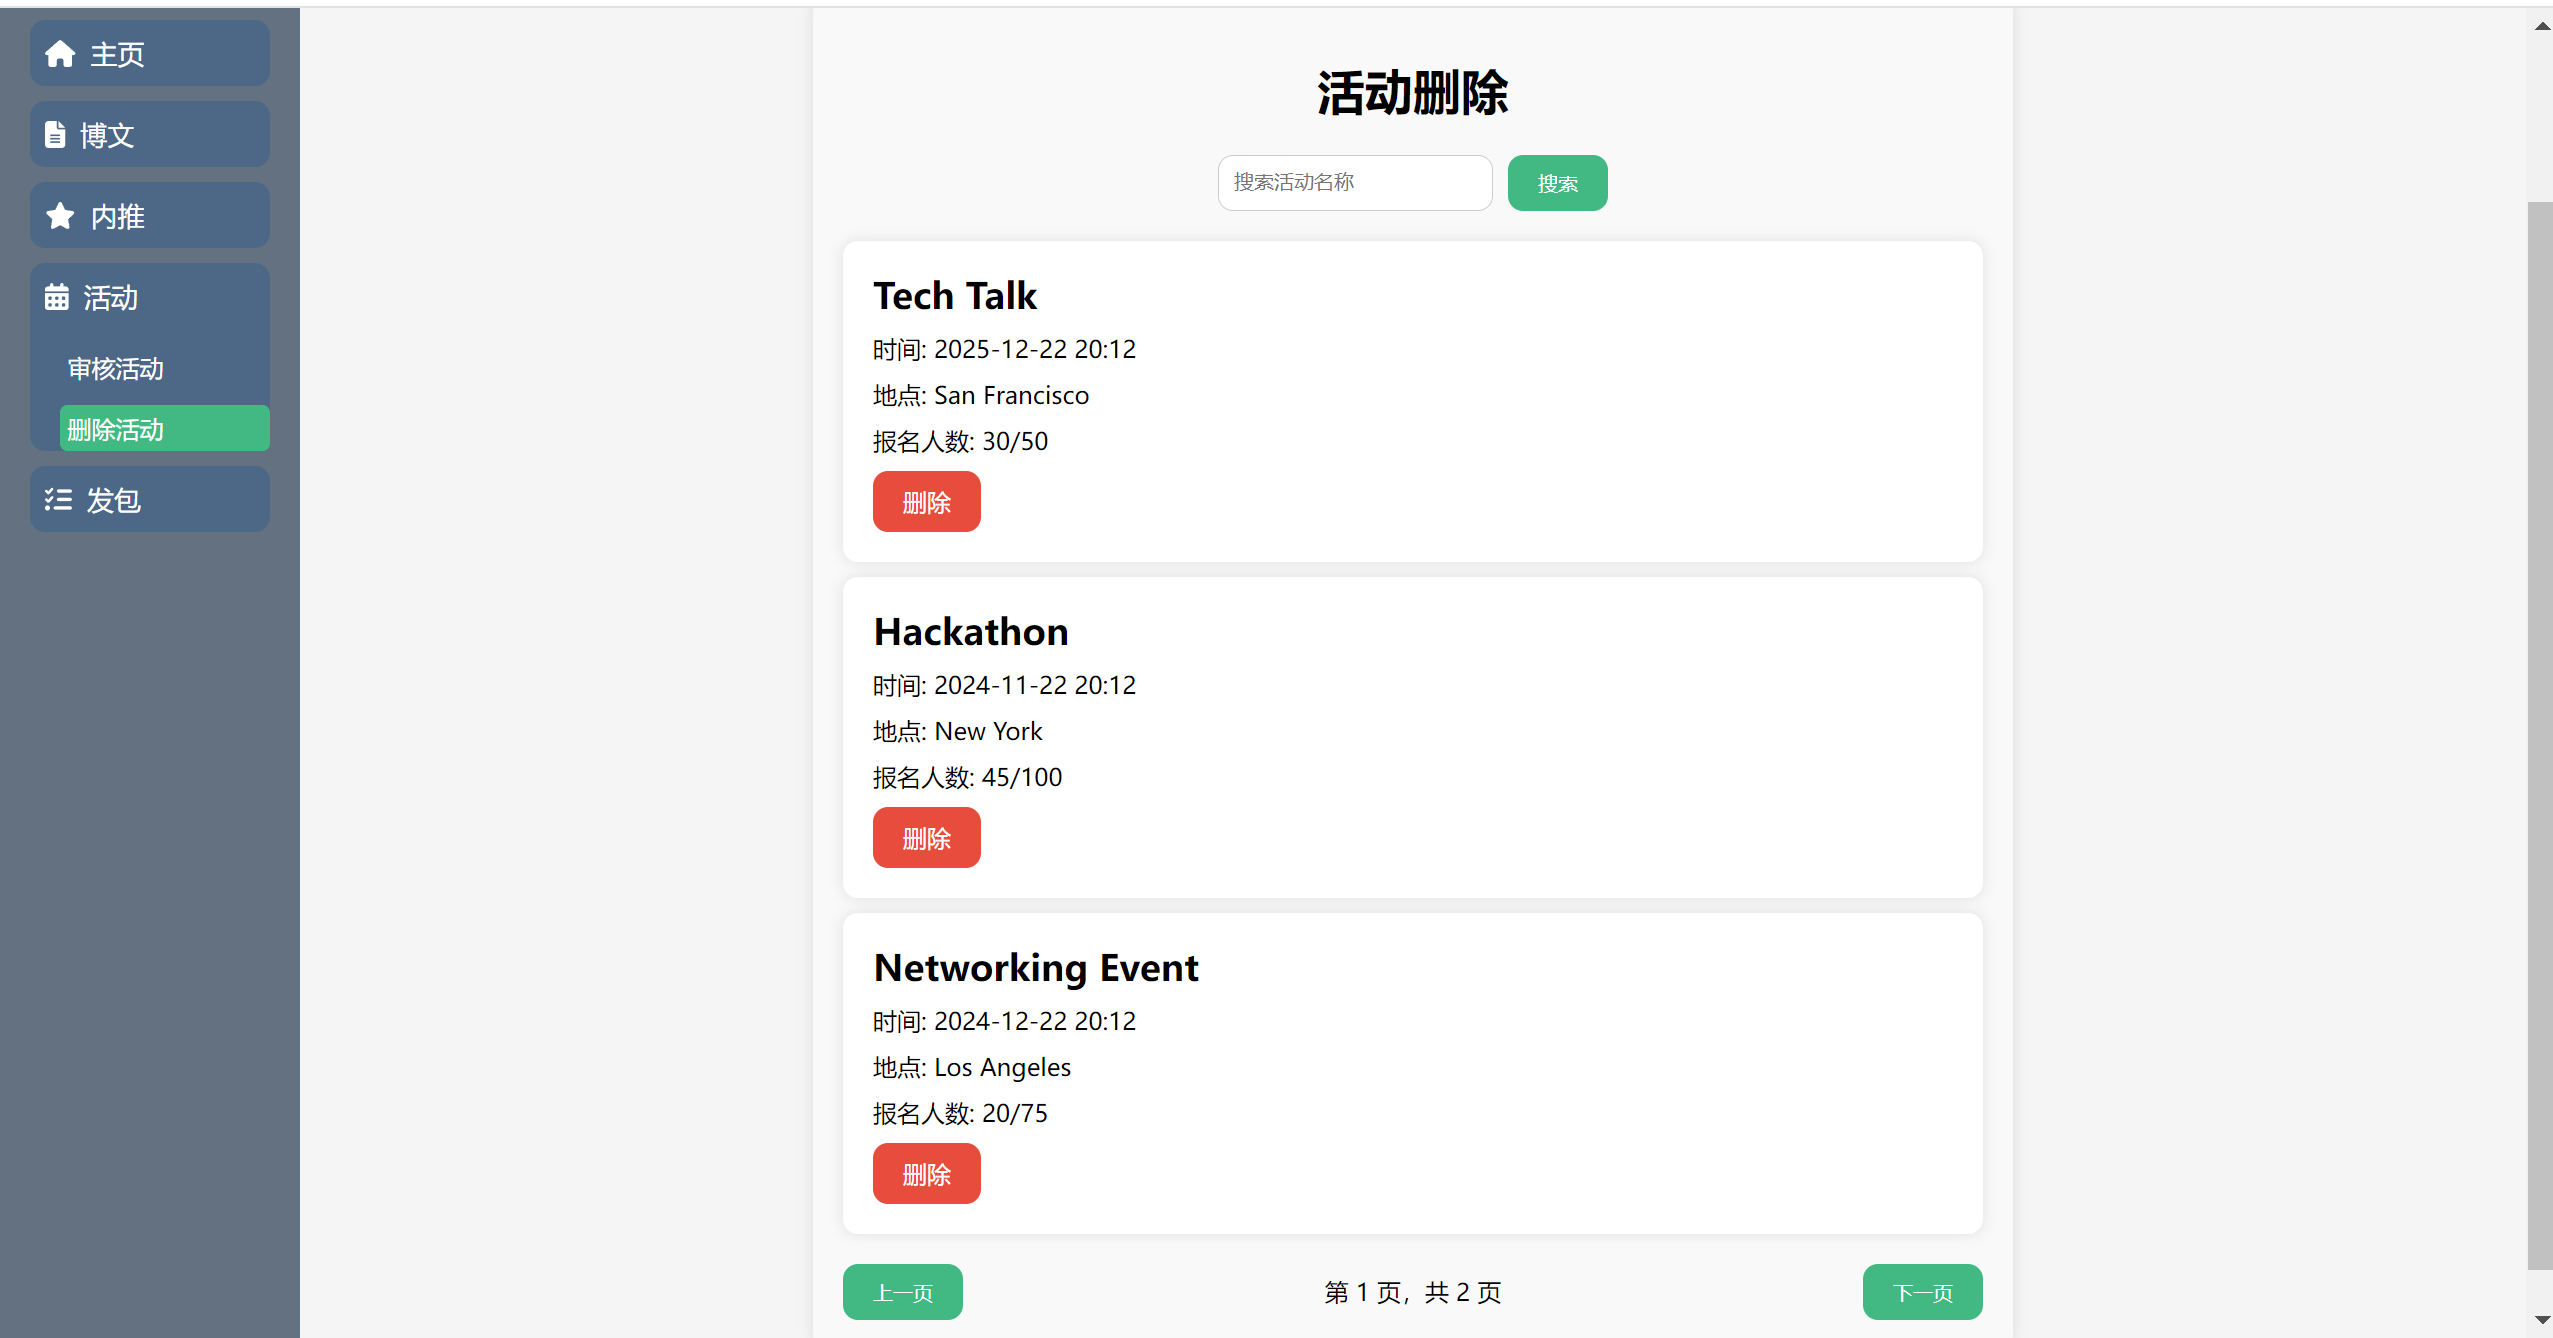 主页
博文
内推
活动
审核活动
删除活动
发包
活动删除
搜索活动名称
搜索
Tech Talk
时间: 2025-12-22 20:12
地点: San Francisco
报名人数: 30/50
删除
Hackathon
时间: 2024-11-22 20:12
地点: New York
报名人数: 45/100
删除
Networking Event
时间: 2024-12-22 20:12
地点: Los Angeles
报名人数: 20/75
删除
上一页
第 1 页，共 2 页
下一页